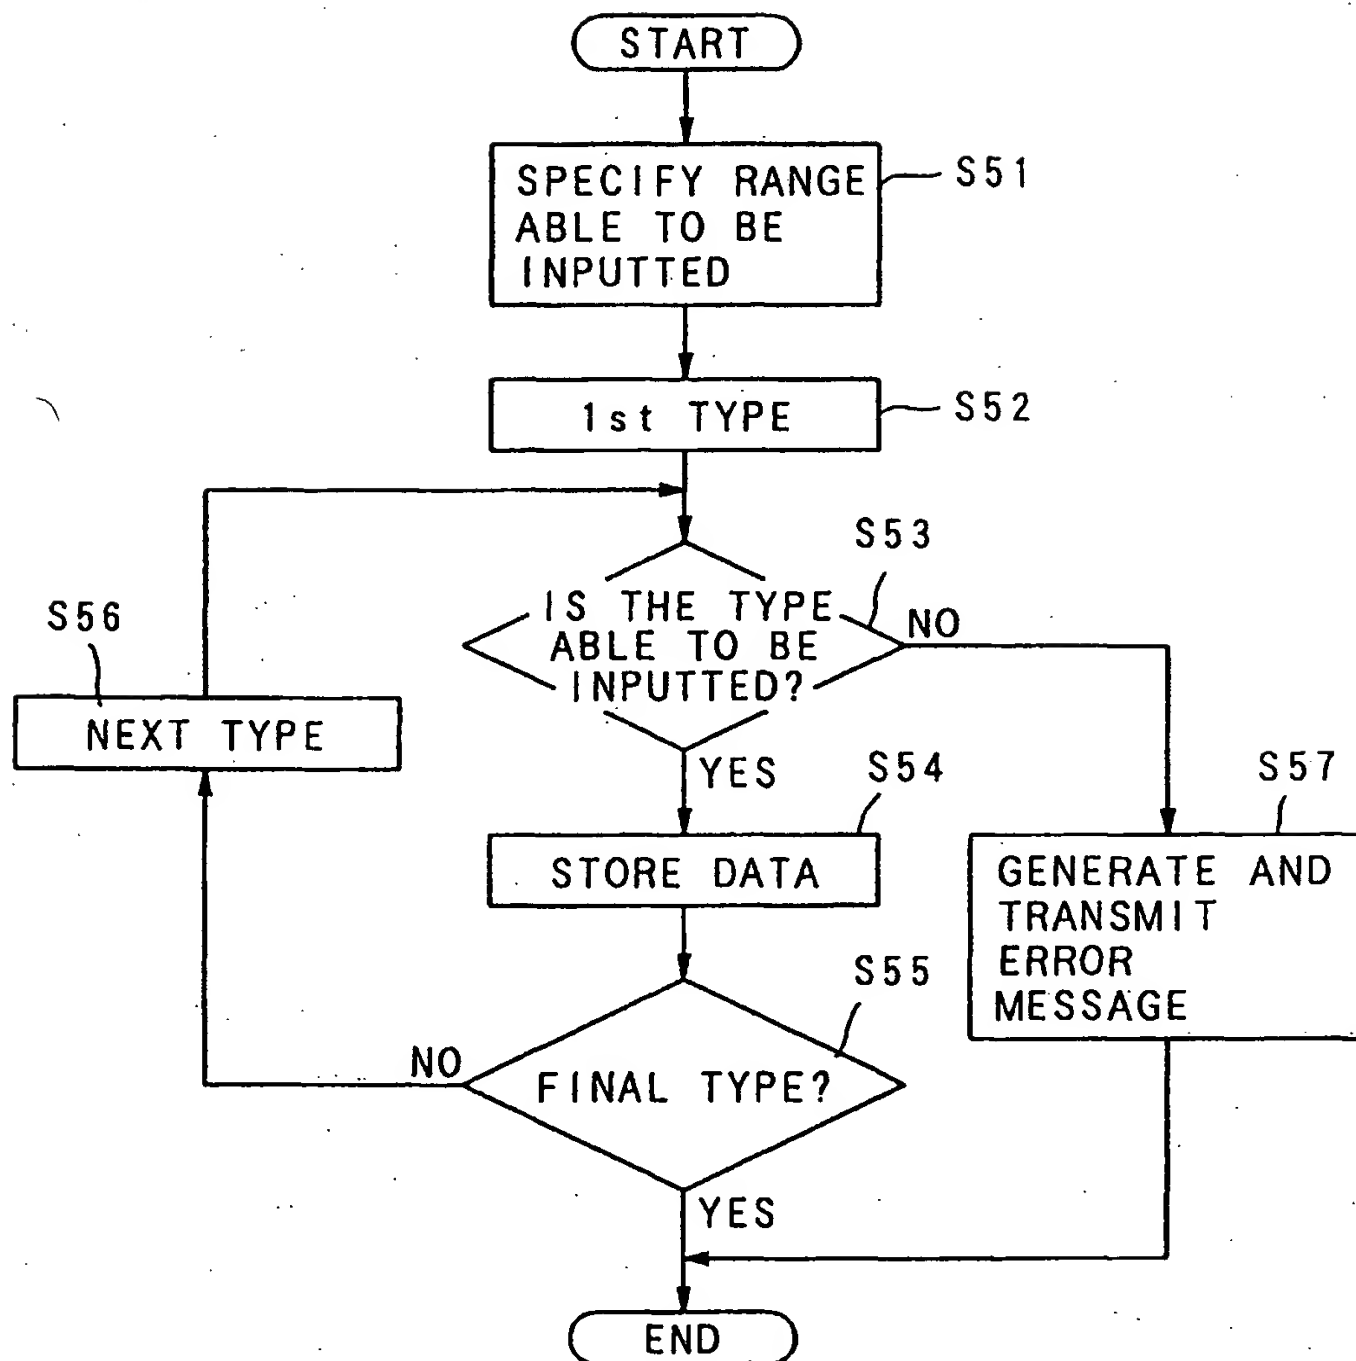 START
SPECIFY RANGE
ABLE TO BE
INPUTTED
S51
1st TYPE
S52
S53
IS THE TYPE
ABLE TO BE
INPUTTED?
NO
YES
S56
NEXT TYPE
S54
STORE DATA
S57
GENERATE AND
TRANSMIT
ERROR
MESSAGE
S55
FINAL TYPE?
NO
YES
END